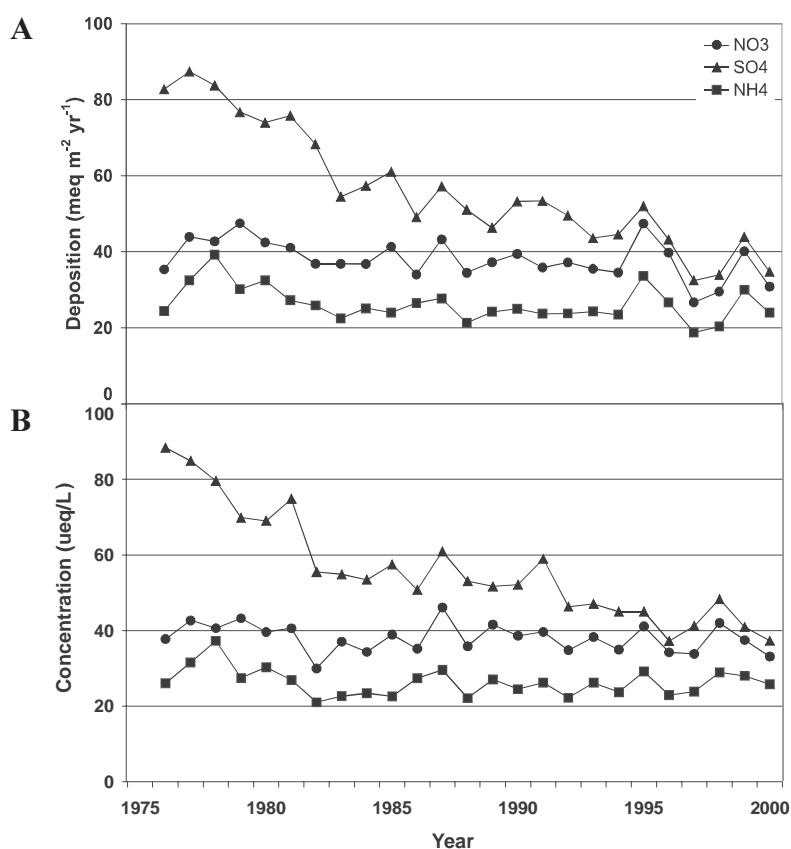 A
100
80
60
40
20
0
Deposition (meq m-2 yr-1)
NO3
SO4
NH4
B
100
80
60
40
20
0
Concentration (ueq/L)
1975 1980 1985 1990 1995 2000
Year